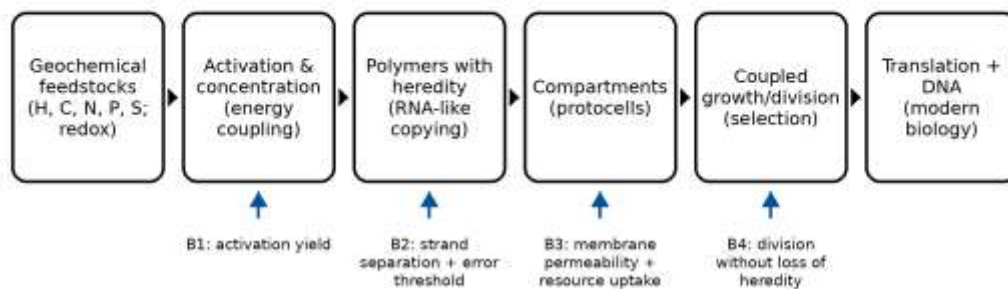 Geochemical
feedstocks
(H, C, N, P, S;
redox)
Activation &
concentration
(energy
coupling)
Polymers with
heredity
(RNA-like
copying)
Compartments
(protocells)
Coupled
growth/division
(selection)
Translation +
DNA
(modern
biology)
B1: activation yield
B2: strand
separation + error
threshold
B3: membrane
permeability +
resource uptake
B4: division
without loss of
heredity